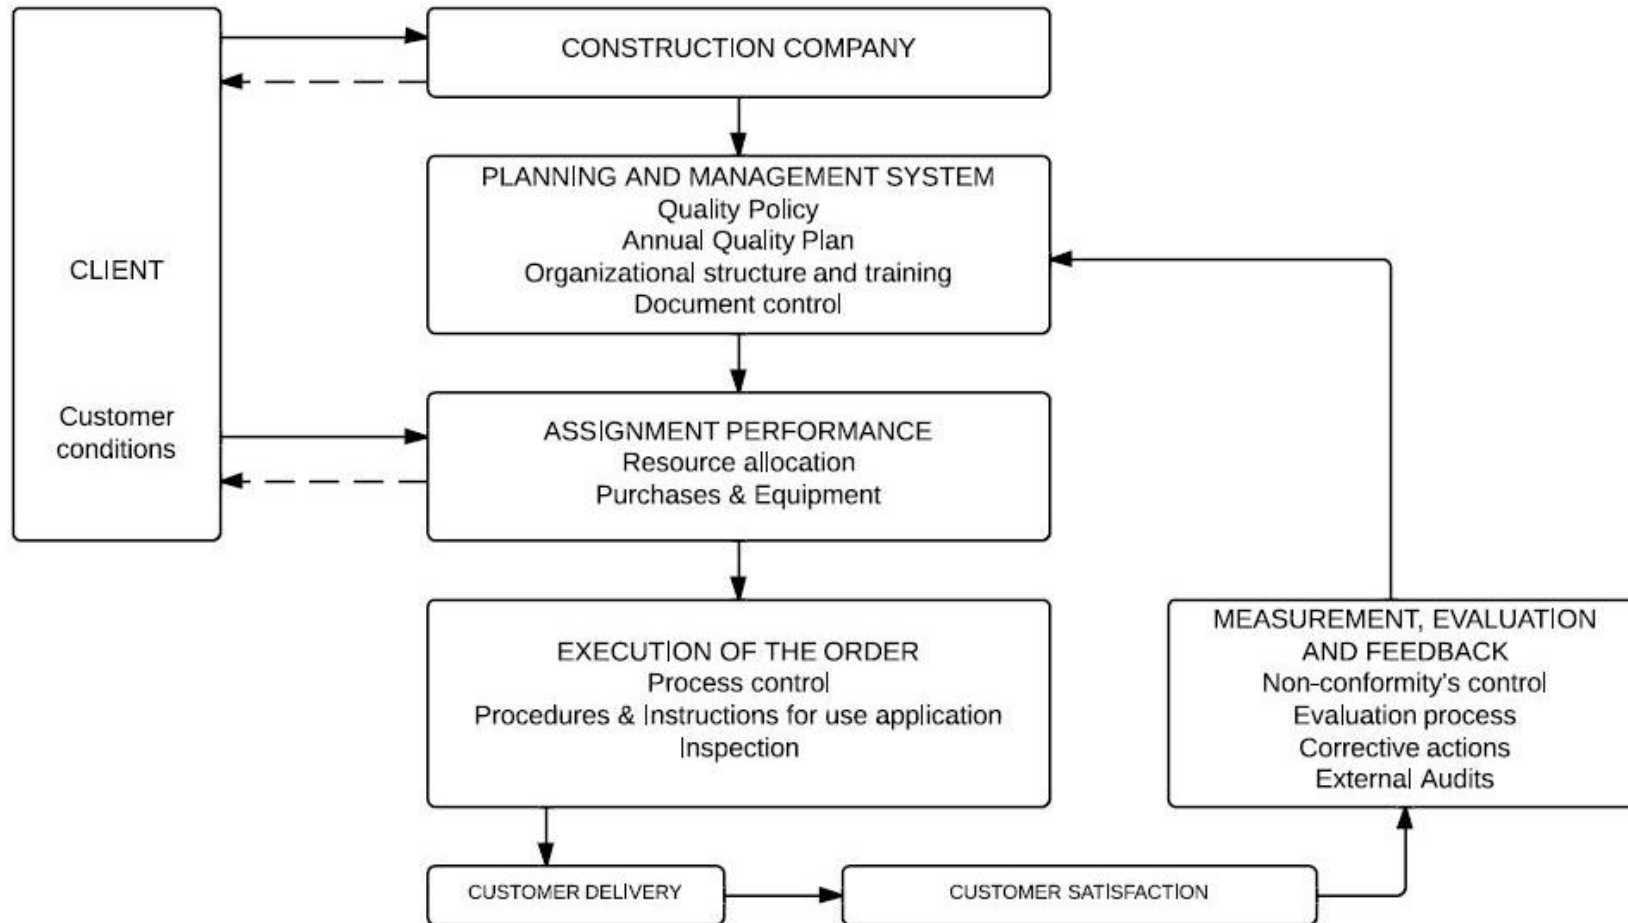 CONSTRUCTION COMPANY
PLANNING AND MANAGEMENT SYSTEM
Quality Policy
Annual Quality Plan
Organizational structure and training
Document control
CLIENT
Customer
conditions
ASSIGNMENT PERFORMANCE
Resource allocation
Purchases & Equipment
EXECUTION OF THE ORDER
Process control
Procedures & Instructions for use application
Inspection
MEASUREMENT, EVALUATION
AND FEEDBACK
Non-conformity's control
Evaluation process
Corrective actions
External Audits
CUSTOMER DELIVERY
CUSTOMER SATISFACTION